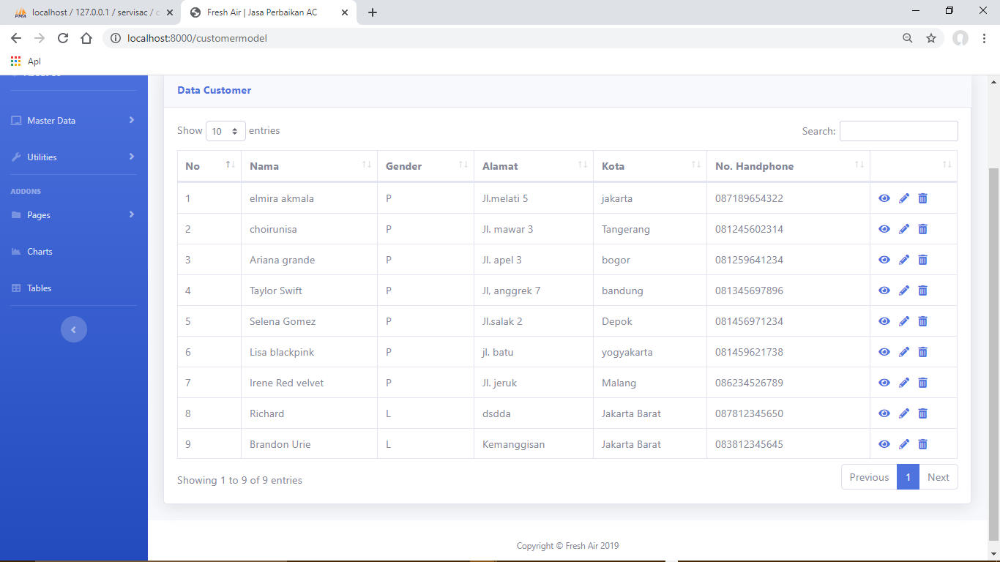 localhost / 127.0.0.1 / servisac / c
Fresh Air | Jasa Perbaikan AC
localhost:8000/customermodel
Apl
Master Data
Utilities
ADDONS
Pages
Charts
Tables
Data Customer
Show 10 entries Search:
No Nama Gender Alamat Kota No. Handphone
1 elmira akmala P Jl.melati 5 jakarta 087189654322
2 choirunisa P Jl. mawar 3 Tangerang 081245602314
3 Ariana grande P Jl. apel 3 bogor 081259641234
4 Taylor Swift P Jl, anggrek 7 bandung 081345697896
5 Selena Gomez P Jl.salak 2 Depok 081456971234
6 Lisa blackpink P jl. batu yogyakarta 081459621738
7 Irene Red velvet P Jl. jeruk Malang 086234526789
8 Richard L dsdda Jakarta Barat 087812345650
9 Brandon Urie L Kemanggisan Jakarta Barat 083812345645
Showing 1 to 9 of 9 entries
Previous 1 Next
Copyright © Fresh Air 2019